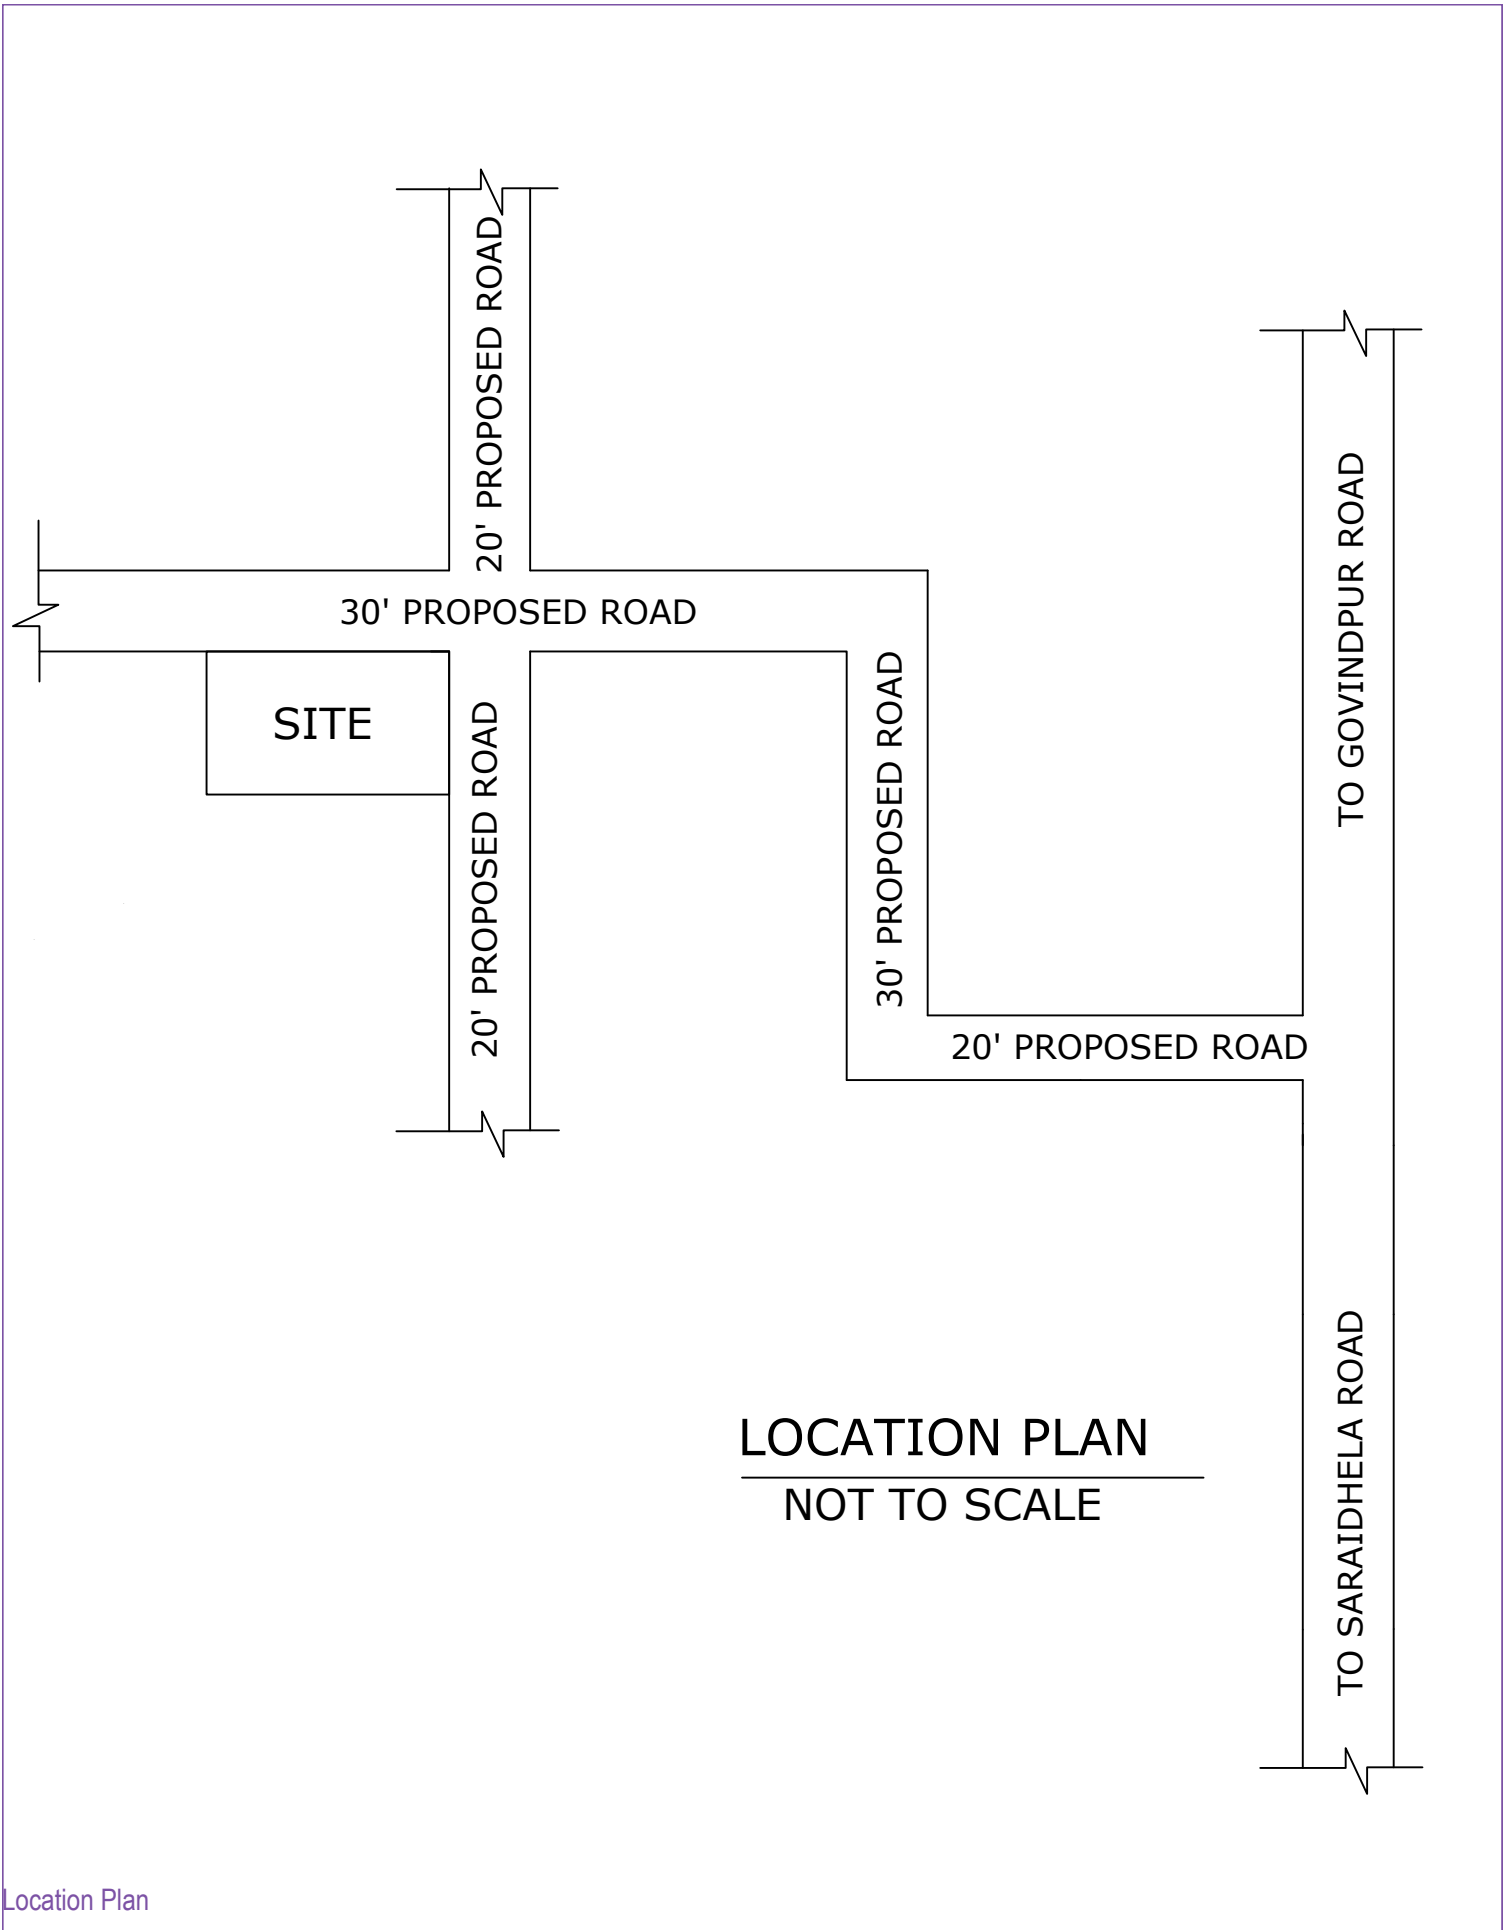 20' PROPOSED ROAD
30' PROPOSED ROAD
SITE
20' PROPOSED ROAD
30' PROPOSED ROAD
20' PROPOSED ROAD
TO GOVINDPUR ROAD
TO SARAIDHELA ROAD
LOCATION PLAN
NOT TO SCALE
Location Plan